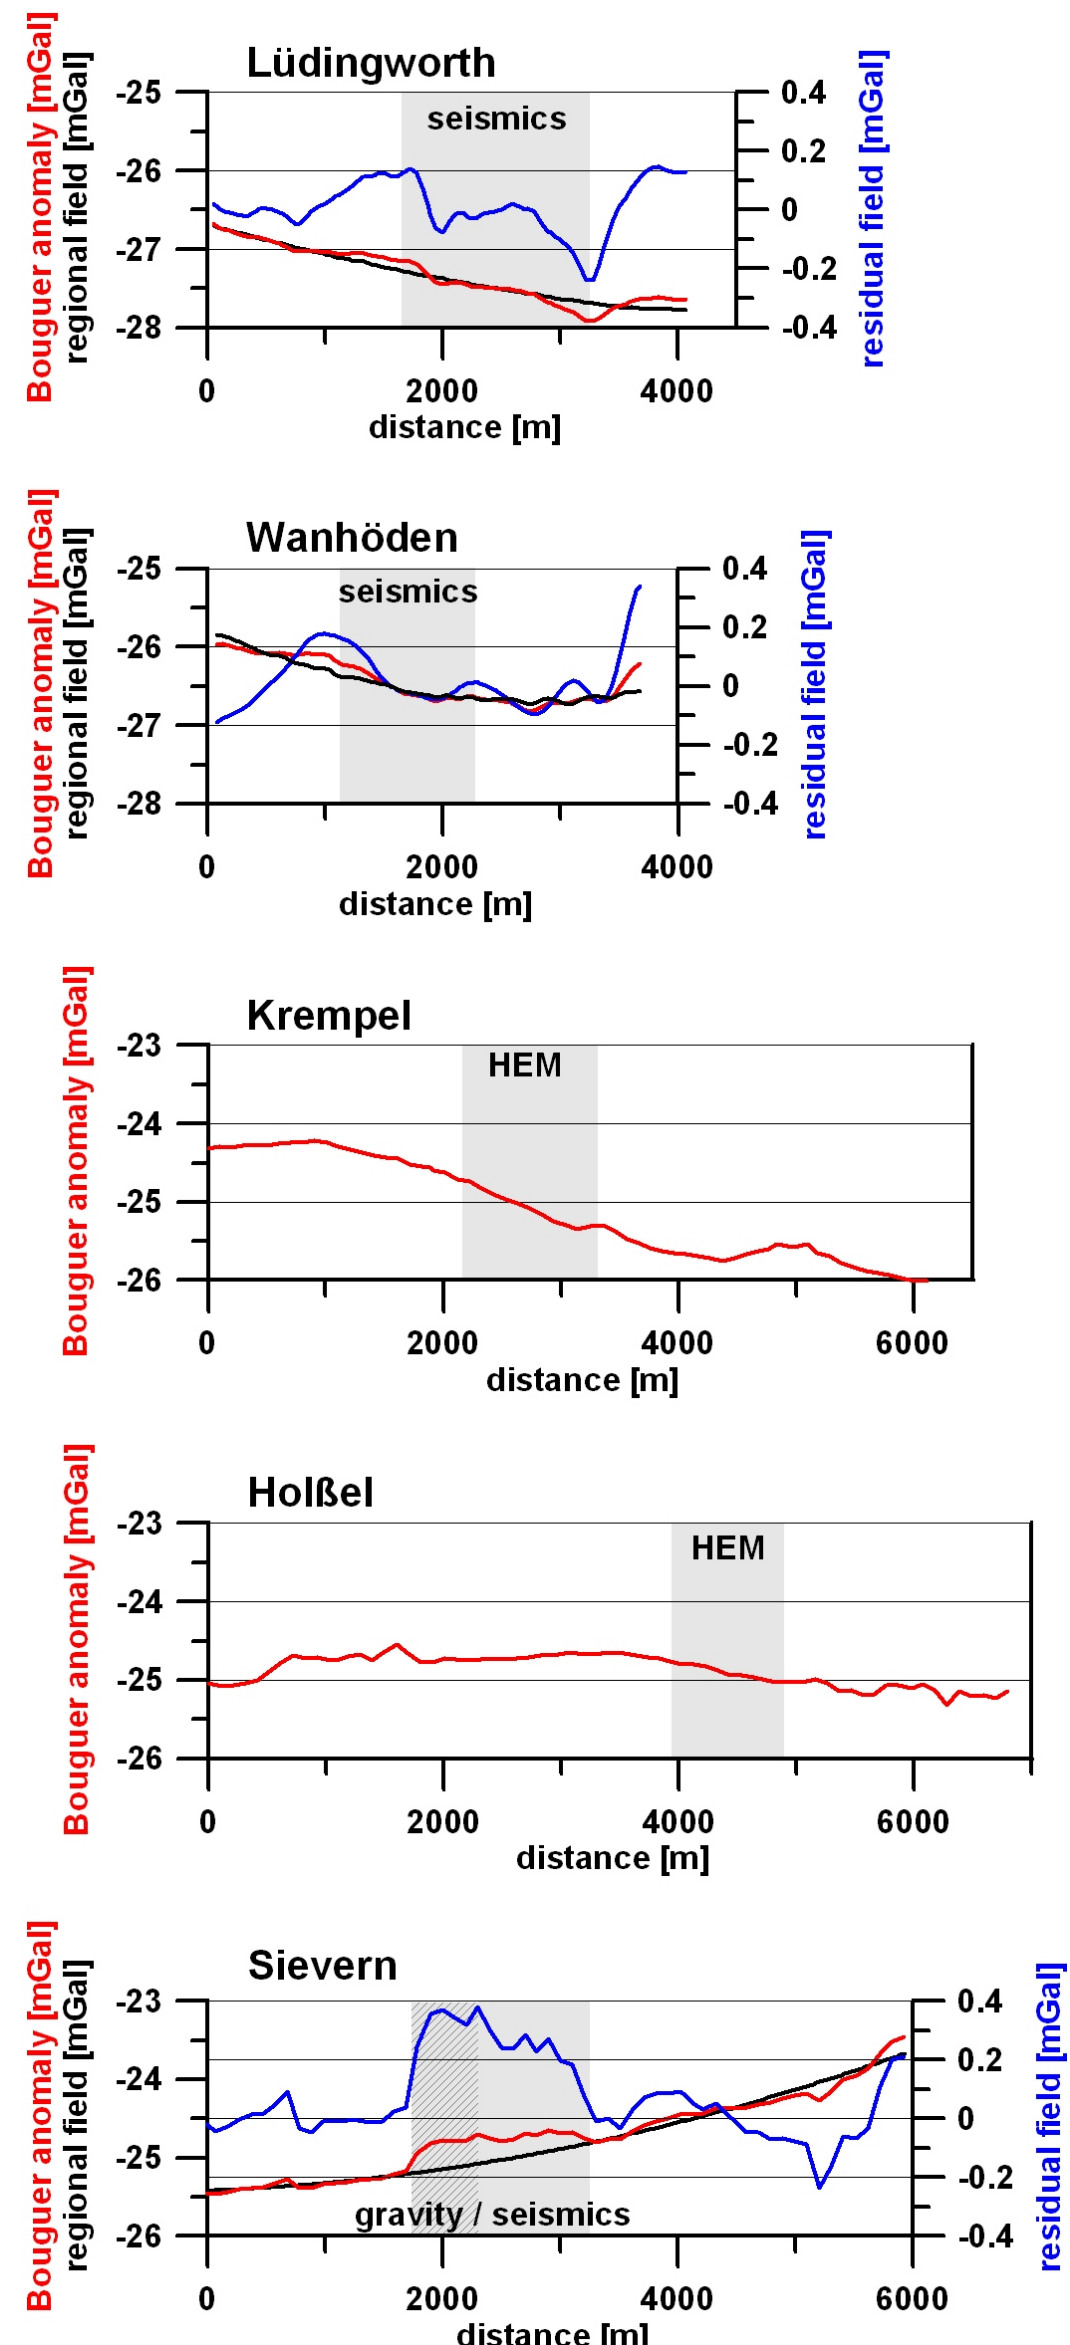 Lüdingworth
Bouguer anomaly [mGal]
regional field [mGal]
residual field [mGal]
seismics
-25
-26
-27
-28
0.4
0.2
0
-0.2
-0.4
0 2000 4000
distance [m]
Wanhöden
Bouguer anomaly [mGal]
regional field [mGal]
residual field [mGal]
seismics
-25
-26
-27
-28
0.4
0.2
0
-0.2
-0.4
0 2000 4000
distance [m]
Krempel
Bouguer anomaly [mGal]
HEM
-23
-24
-25
-26
0 2000 4000 6000
distance [m]
Holßel
Bouguer anomaly [mGal]
HEM
-23
-24
-25
-26
0 2000 4000 6000
distance [m]
Sievern
Bouguer anomaly [mGal]
regional field [mGal]
residual field [mGal]
-23
-24
-25
-26
0.4
0.2
0
-0.2
-0.4
gravity / seismics
0 2000 4000 6000
distance [m]